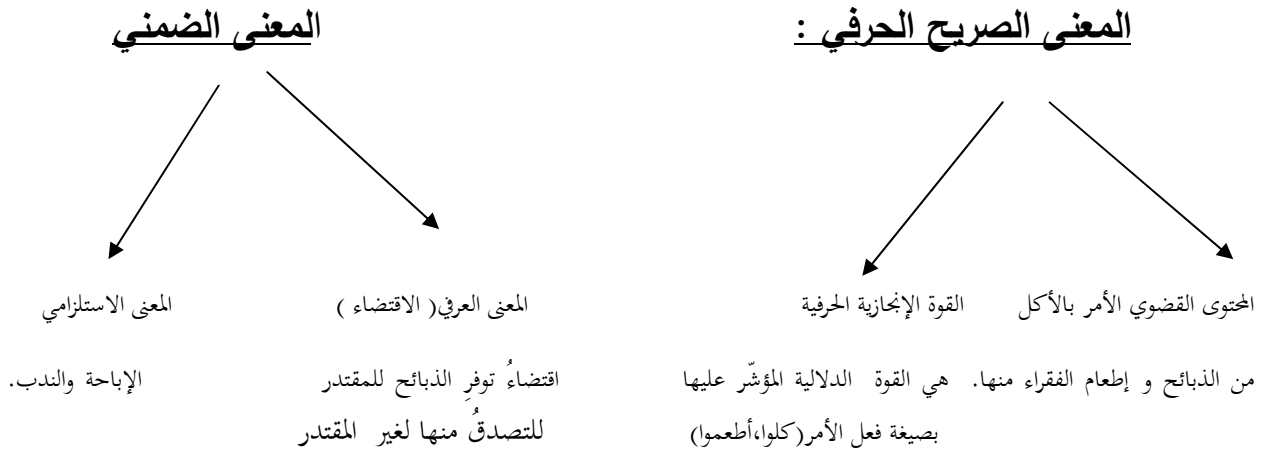 المعنى الصريح الحرفي :
المحتوى القضوي الأمر بالأكل
من الذبائح و إطعام الفقراء منها.
القوة الإنجازية الحرفية
هي القوة الدلالية المؤشّر عليها
بصيغة فعل الأمر(كلوا،أطعموا)
المعنى الضمني
المعنى العرفي( الاقتضاء )
اقتضاءُ توفرِ الذبائح للمقتدر
للتصدقُ منها لغير المقتدر
المعنى الاستلزامي
الإباحة والندب.